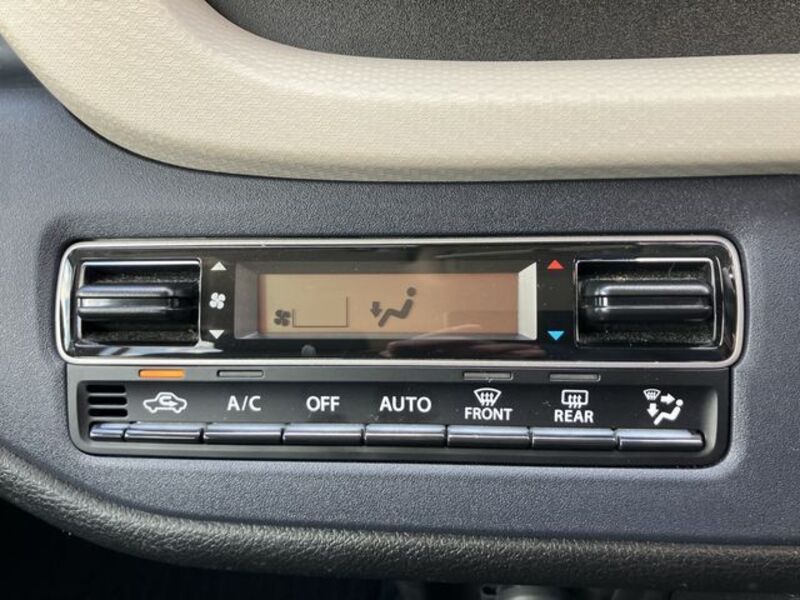 A/C OFF AUTO FRONT REAR